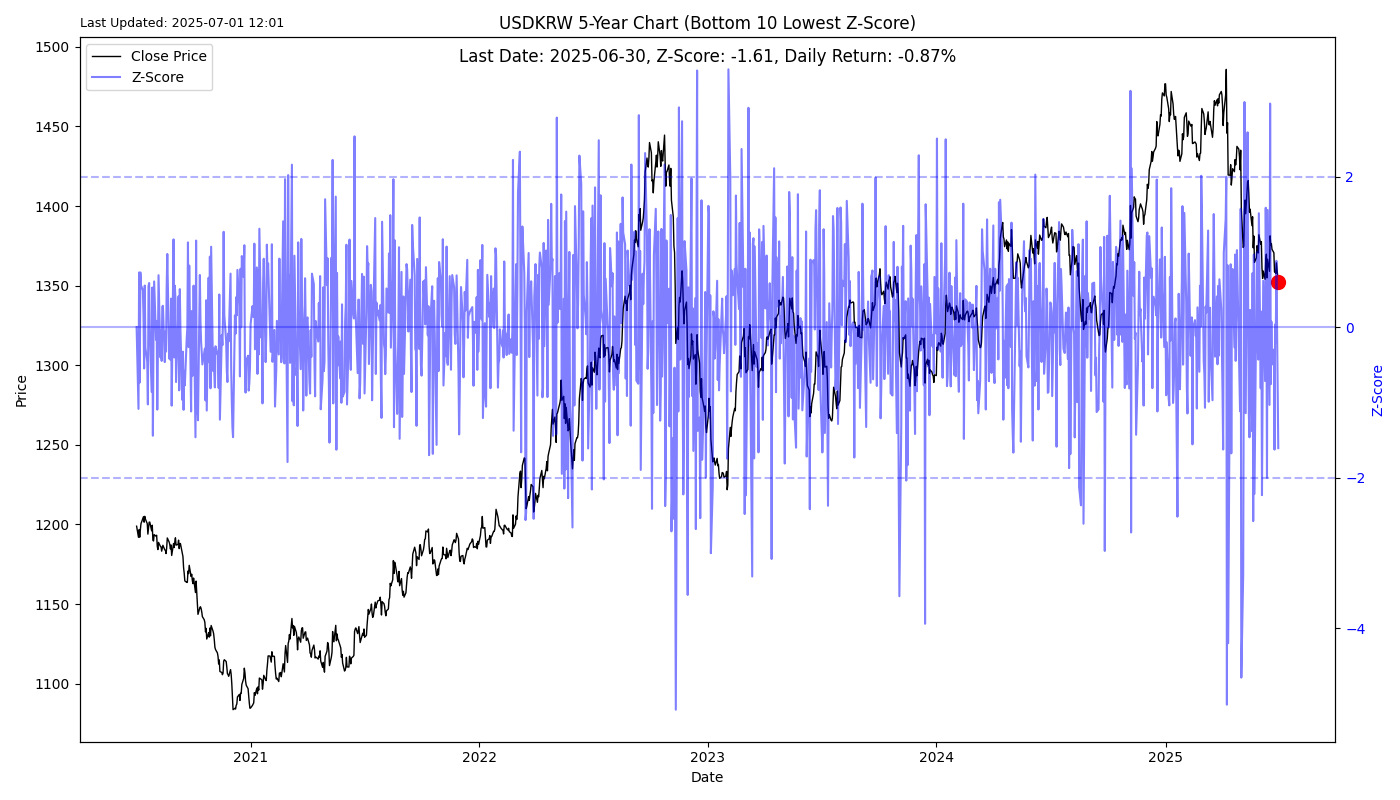 Last Updated: 2025-07-01 12:01
USDKRW 5-Year Chart (Bottom 10 Lowest Z-Score)
Last Date: 2025-06-30, Z-Score: -1.61, Daily Return: -0.87%
Close Price
Z-Score
Price
1500
1450
1400
1350
1300
1250
1200
1150
1100
2
0
−2
−4
Z-Score
2021
2022
2023
2024
2025
Date